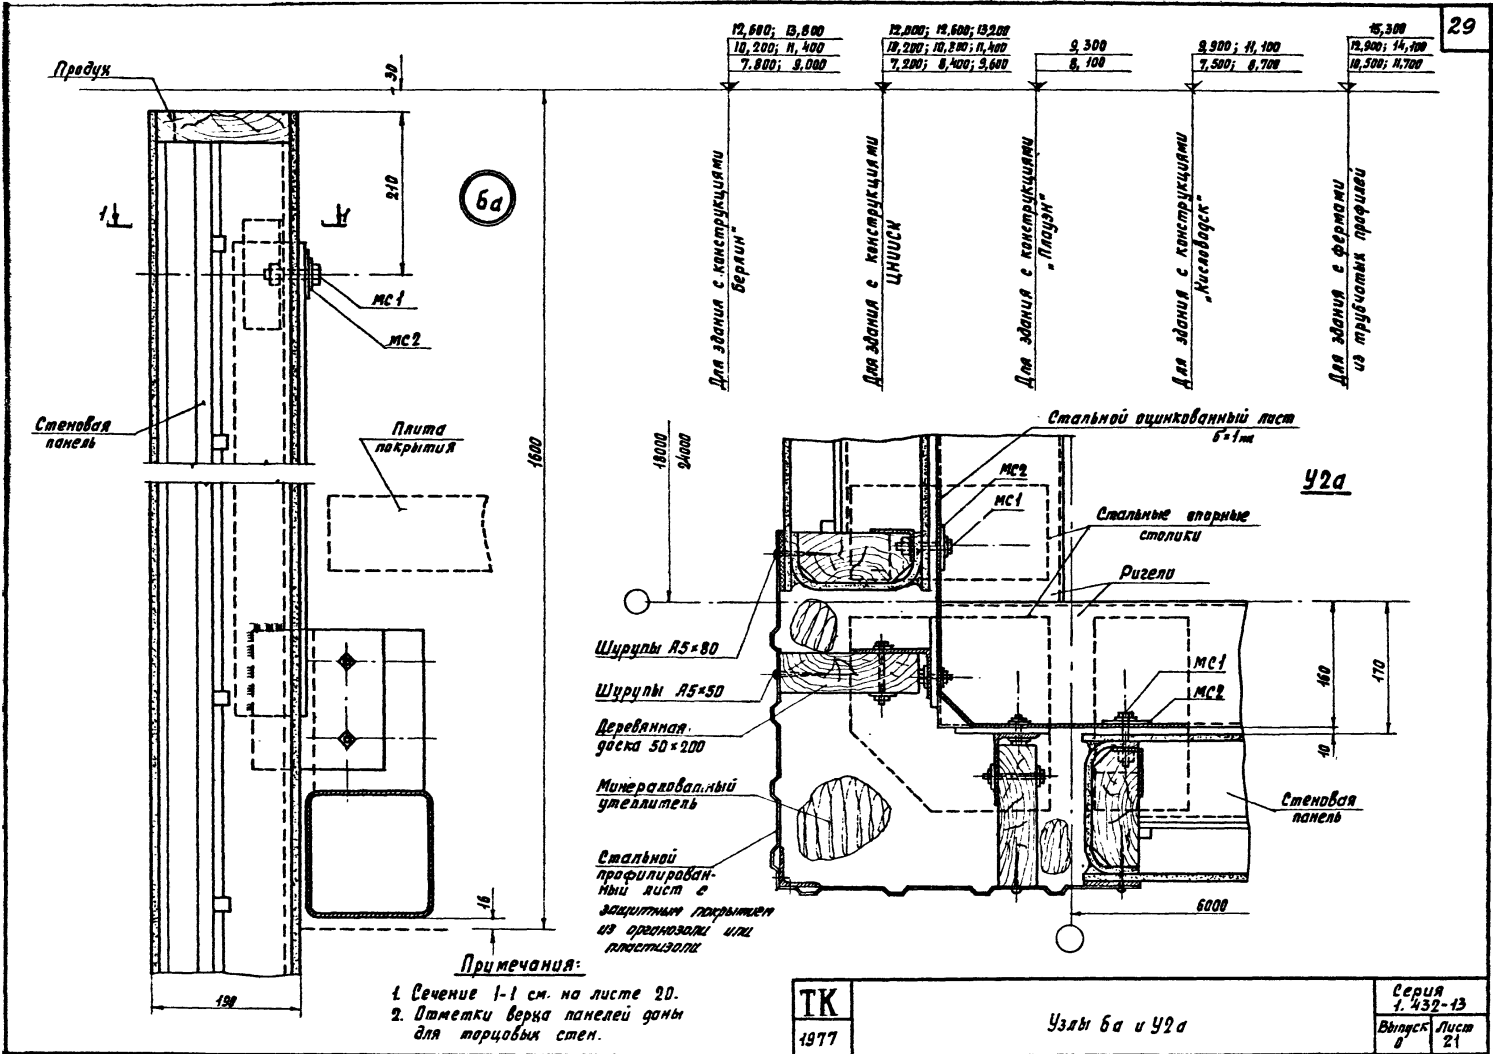 29
Продух
30
210
1
1
6а
мс1
мс2
Стеновая
панель
Плита
покрытия
1600
16
190
12,600; 13,800
10,200; 11,400
7,800; 9,000
12,000; 12,600; 13,200
10,200; 10,800; 11,400
7,200; 8,400; 9,600
9,300
8,100
9,900; 11,100
7,500; 8,700
15,300
12,900; 14,100
10,500; 11,700
Для здания с конструкциями
Берлин"
Для здания с конструкциями
ЦНИИСК
Для здания с конструкциями
„Плауэн"
Для здания с конструкциями
„Кисловодск"
Для здания с фермами
из трубчатых профилей
18000
24000
Стальной оцинкованный лист
б=1мм
У2а
мс2
мс1
Стальные опорные
столики
Ригели
Шурупы А5×80
Шурупы А5×50
Деревянная
доска 50×200
Минераловатный
утеплитель
Стальной
профилирован-
ный лист с
защитным покрытием
из органозоли или
пластизоли
МС1
МС2
160
170
10
Стеновая
панель
6000
Примечания:
1. Сечение 1-1 см. на листе 20.
2. Отметки верха панелей даны
для торцовых стен.
ТК
1977
Узлы 6а и У2а
Серия
1.432-13
Выпуск
0
Лист
21